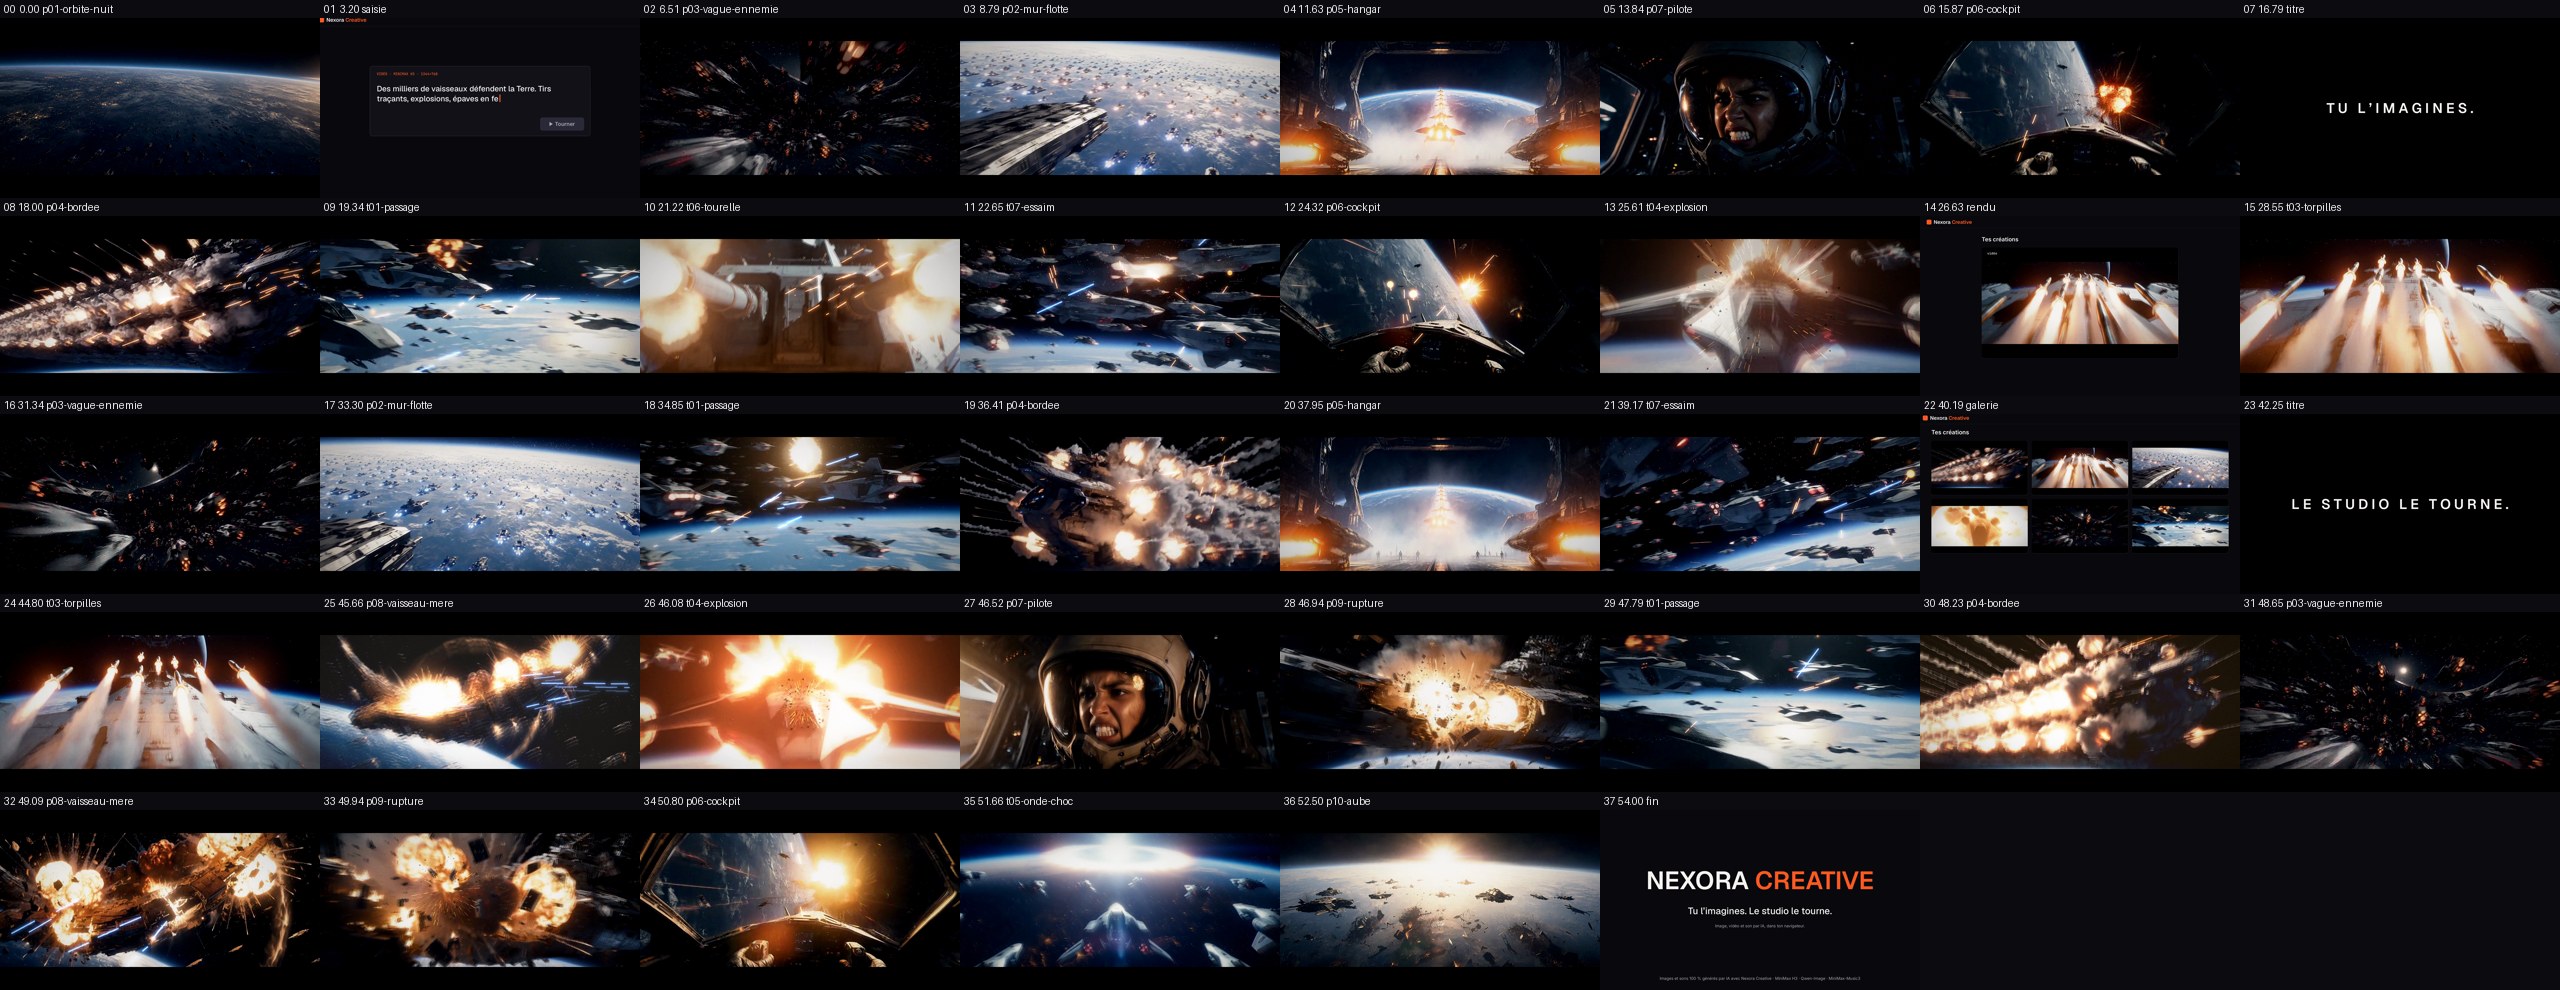 00 0.00 p01-orbite-nuit
01 3.20 saisie
02 6.51 p03-vague-ennemie
03 8.79 p02-mur-flotte
04 11.63 p05-hangar
05 13.84 p07-pilote
06 15.87 p06-cockpit
07 16.79 titre
Nexora Creative
Des milliers de vaisseaux défendent la Terre. Tirs
traçants, explosions, épaves en fe
Tourner
TU L'IMAGINES.
08 18.00 p04-bordee
09 19.34 t01-passage
10 21.22 t06-tourelle
11 22.65 t07-essaim
12 24.32 p06-cockpit
13 25.61 t04-explosion
14 26.63 rendu
15 28.55 t03-torpilles
Nexora Creative
Tes créations
16 31.34 p03-vague-ennemie
17 33.30 p02-mur-flotte
18 34.85 t01-passage
19 36.41 p04-bordee
20 37.95 p05-hangar
21 39.17 t07-essaim
22 40.19 galerie
23 42.25 titre
Nexora Creative
Tes créations
LE STUDIO LE TOURNE.
24 44.80 t03-torpilles
25 45.66 p08-vaisseau-mere
26 46.08 t04-explosion
27 46.52 p07-pilote
28 46.94 p09-rupture
29 47.79 t01-passage
30 48.23 p04-bordee
31 48.65 p03-vague-ennemie
32 49.09 p08-vaisseau-mere
33 49.94 p09-rupture
34 50.80 p06-cockpit
35 51.66 t05-onde-choc
36 52.50 p10-aube
37 54.00 fin
NEXORA CREATIVE
Tu l'imagines. Le studio le tourne.
Image, vidéo et son par IA, dans ton navigateur.